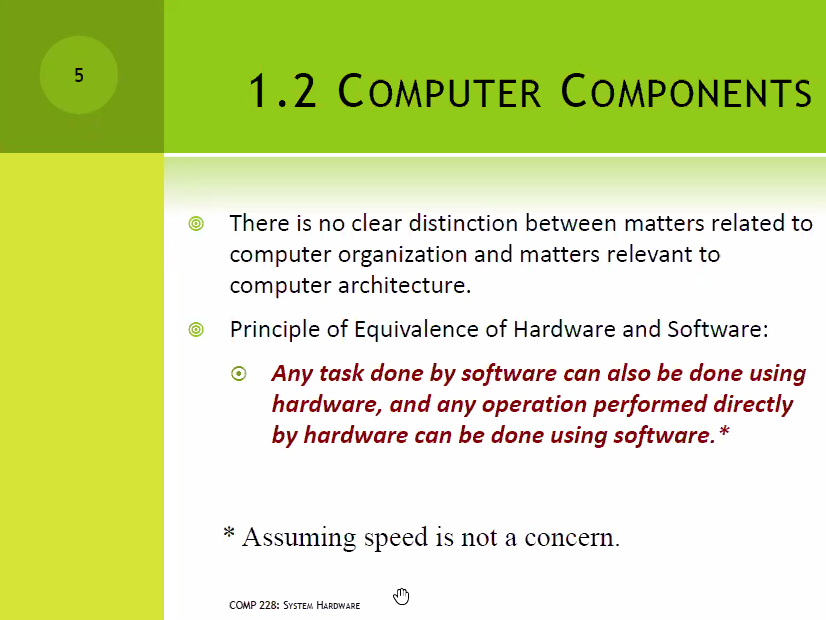 5
1.2 COMPUTER COMPONENTS
There is no clear distinction between matters related to
computer organization and matters relevant to
computer architecture.
Principle of Equivalence of Hardware and Software:
Any task done by software can also be done using
hardware, and any operation performed directly
by hardware can be done using software.*
* Assuming speed is not a concern.
COMP 228: SYSTEM HARDWARE